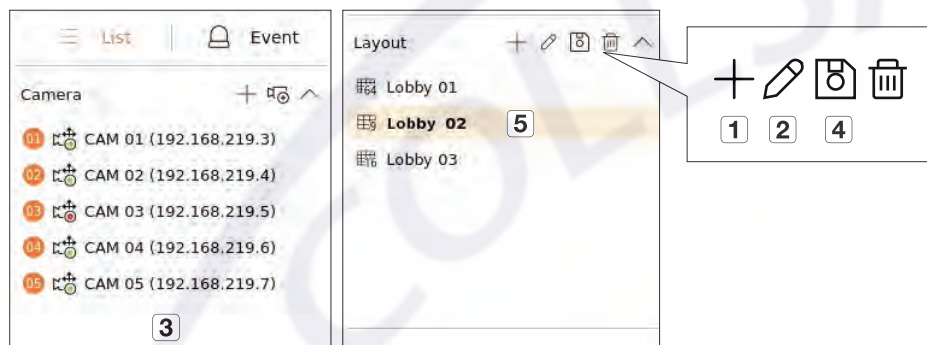 List Event
Camera
01 CAM 01 (192.168.219.3)
02 CAM 02 (192.168.219.4)
03 CAM 03 (192.168.219.5)
04 CAM 04 (192.168.219.6)
05 CAM 05 (192.168.219.7)
3
Layout
4 Lobby 01
9 Lobby 02 5
Lobby 03
1 2 4